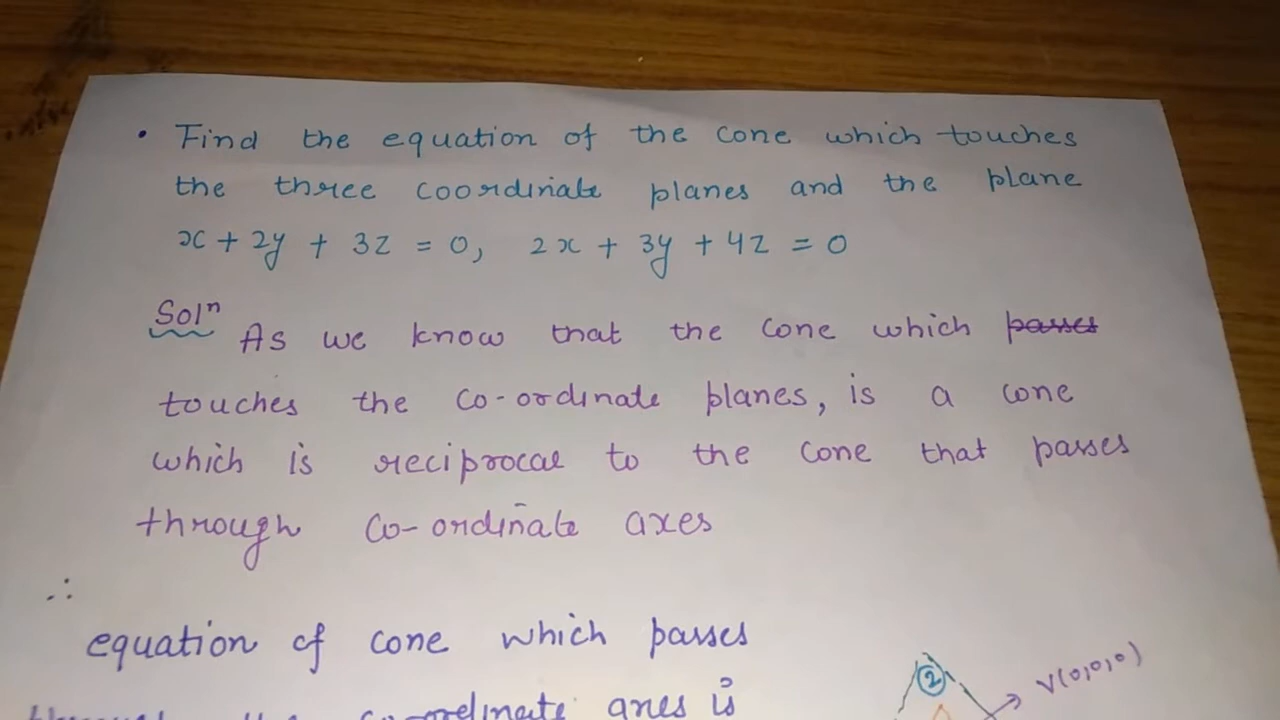 • Find the equation of the cone which touches
the three coordinate planes and the plane
x + 2y + 3z = 0, 2x + 3y + 4z = 0
Solⁿ
As we know that the cone which passes
touches the co-ordinate planes, is a cone
which is reciprocal to the cone that passes
through co-ordinate axes
∴
equation of cone which passes
through the co-ordinate axes is
2
V(0,0,0)